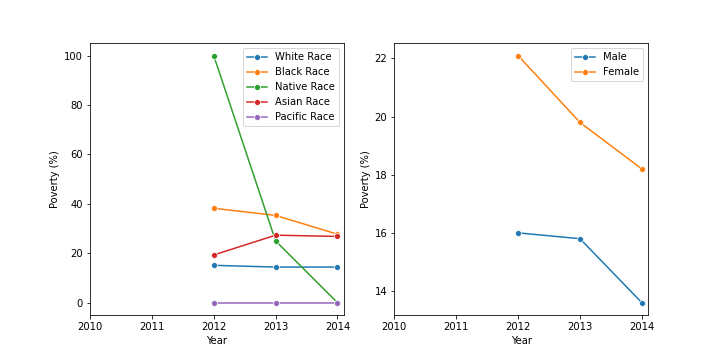 100
80
60
40
20
0
Poverty (%)
2010 2011 2012 2013 2014
Year
White Race
Black Race
Native Race
Asian Race
Pacific Race
22
20
18
16
14
Poverty (%)
2010 2011 2012 2013 2014
Year
Male
Female